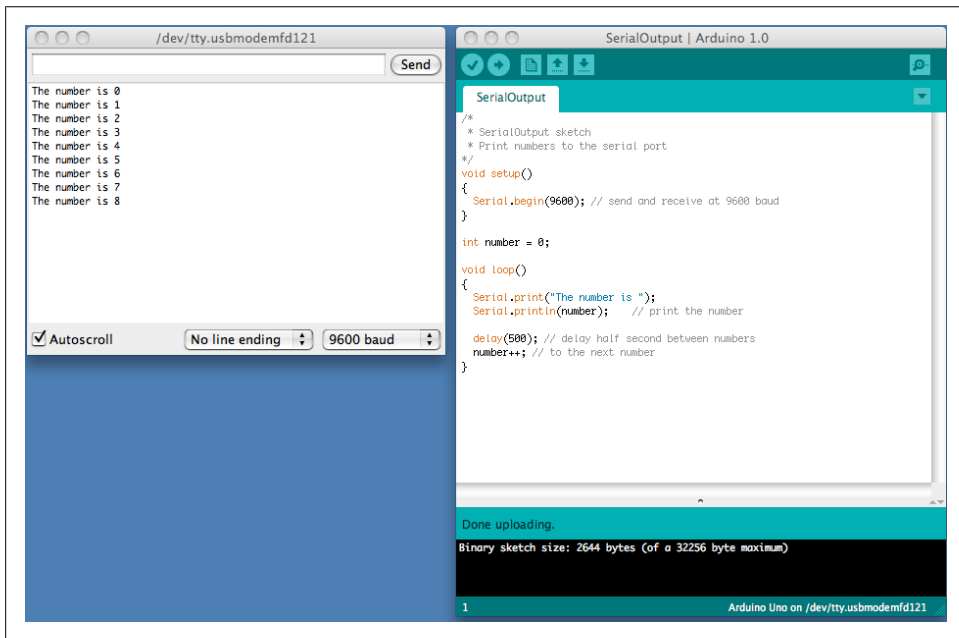 /dev/tty.usbmodemfd121
Send
The number is 0
The number is 1
The number is 2
The number is 3
The number is 4
The number is 5
The number is 6
The number is 7
The number is 8
Autoscroll
No line ending
9600 baud
SerialOutput | Arduino 1.0
SerialOutput
/*
* SerialOutput sketch
* Print numbers to the serial port
*/
void setup()
{
Serial.begin(9600); // send and receive at 9600 baud
}
int number = 0;
void loop()
{
Serial.print("The number is ");
Serial.println(number); // print the number
delay(500); // delay half second between numbers
number++; // to the next number
}
Done uploading.
Binary sketch size: 2644 bytes (of a 32256 byte maximum)
1
Arduino Uno on /dev/tty.usbmodemfd121